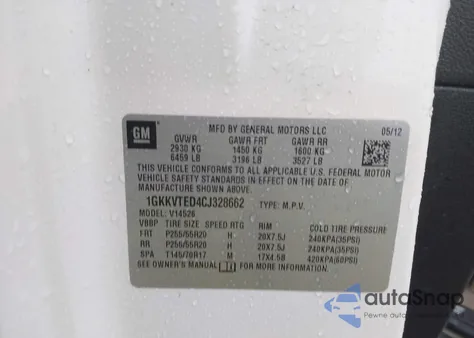 GM
MFD BY GENERAL MOTORS LLC
05/12
GVWR GAWR FRT GAWR RR
2930 KG 1450 KG 1600 KG
6459 LB 3196 LB 3527 LB
THIS VEHICLE CONFORMS TO ALL APPLICABLE U.S. FEDERAL MOTOR
VEHICLE SAFETY STANDARDS IN EFFECT ON THE DATE OF
MANUFACTURE SHOWN ABOVE.
1GKKVTED4CJ328662 TYPE: M.P.V.
MODEL: V14526
VBBP TIRE SIZE SPEED RTG RIM COLD TIRE PRESSURE
FRT P255/55R20 H 20X7.5J 240KPA(35PSI)
RR P255/55R20 H 20X7.5J 240KPA(35PSI)
SPA T145/70R17 M 17X4.5B 420KPA(60PSI)
SEE OWNER'S MANUAL FOR MORE INFORMATION.
autoSnap
Pewne auto z